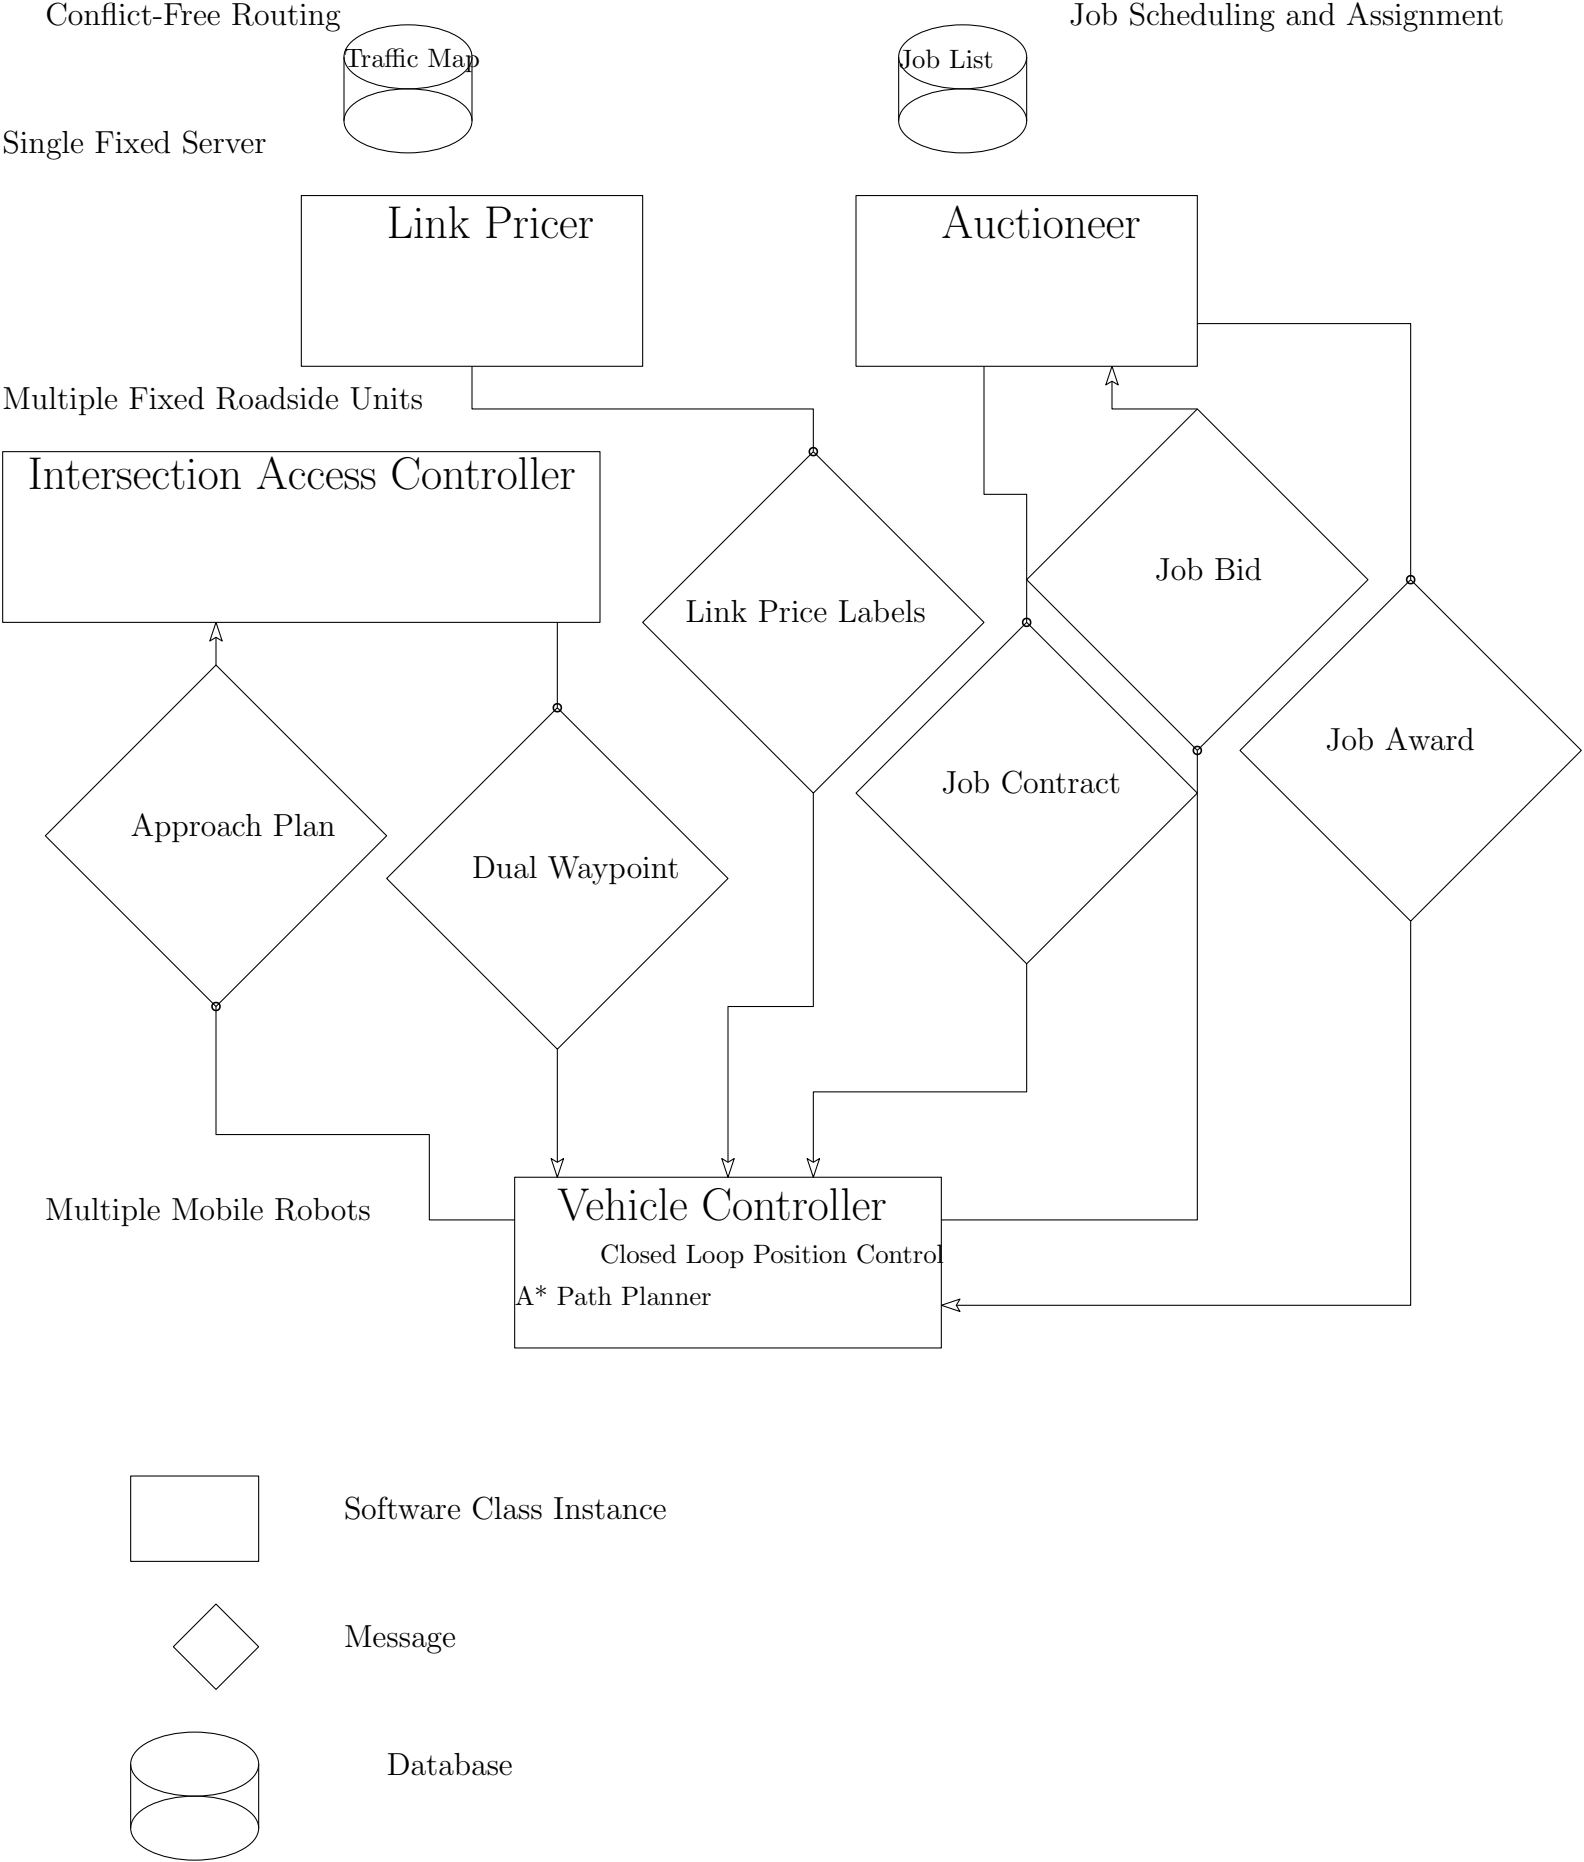 Conflict-Free Routing
Job Scheduling and Assignment
Traffic Map
Job List
Single Fixed Server
Link Pricer
Auctioneer
Multiple Fixed Roadside Units
Intersection Access Controller
Job Bid
Link Price Labels
Job Award
Job Contract
Approach Plan
Dual Waypoint
Multiple Mobile Robots
Vehicle Controller
Closed Loop Position Control
A* Path Planner
Software Class Instance
Message
Database